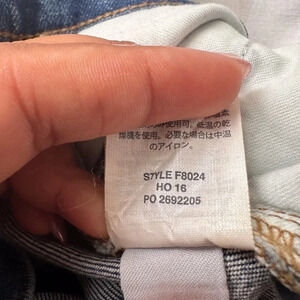 使用可。低温の乾
燥機を使用。必要な場合は中温
のアイロン。
STYLE F8024
HO 16
PO 2692205